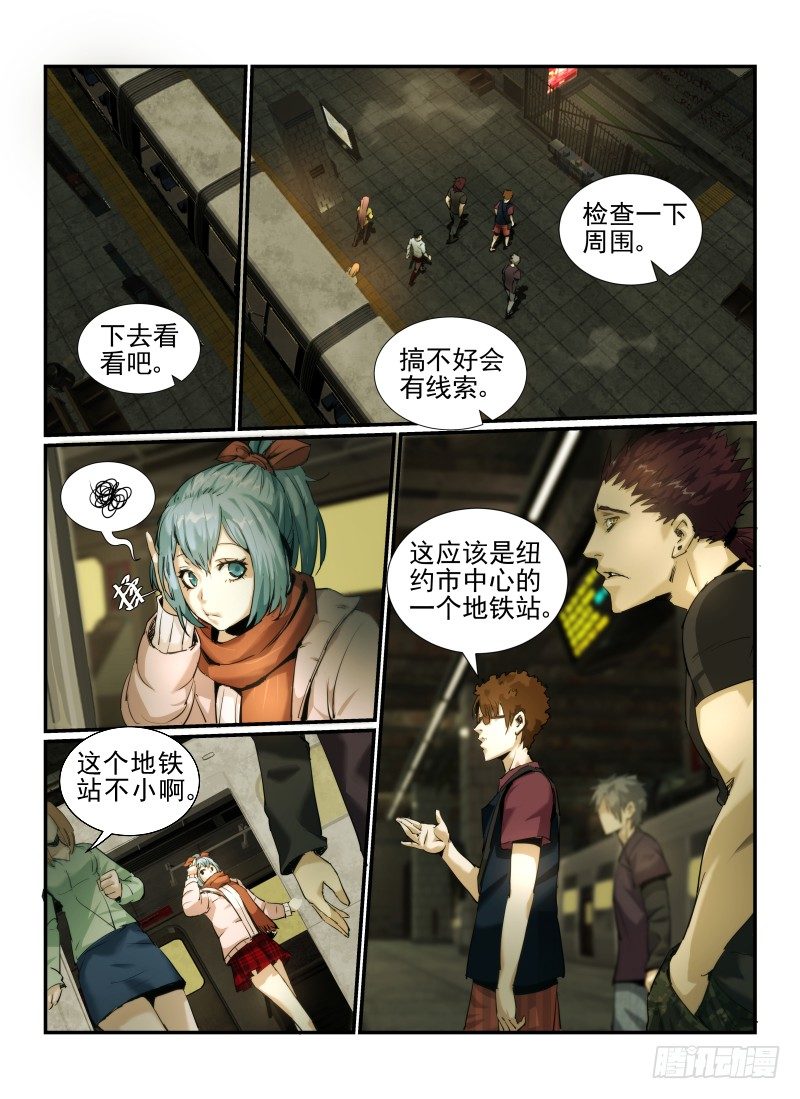 下去看
看吧。
检查一下
周围。
搞不好会
有线索。
揉
这应该是纽
约市中心的
一个地铁站。
这个地铁
站不小啊。
腾讯动漫